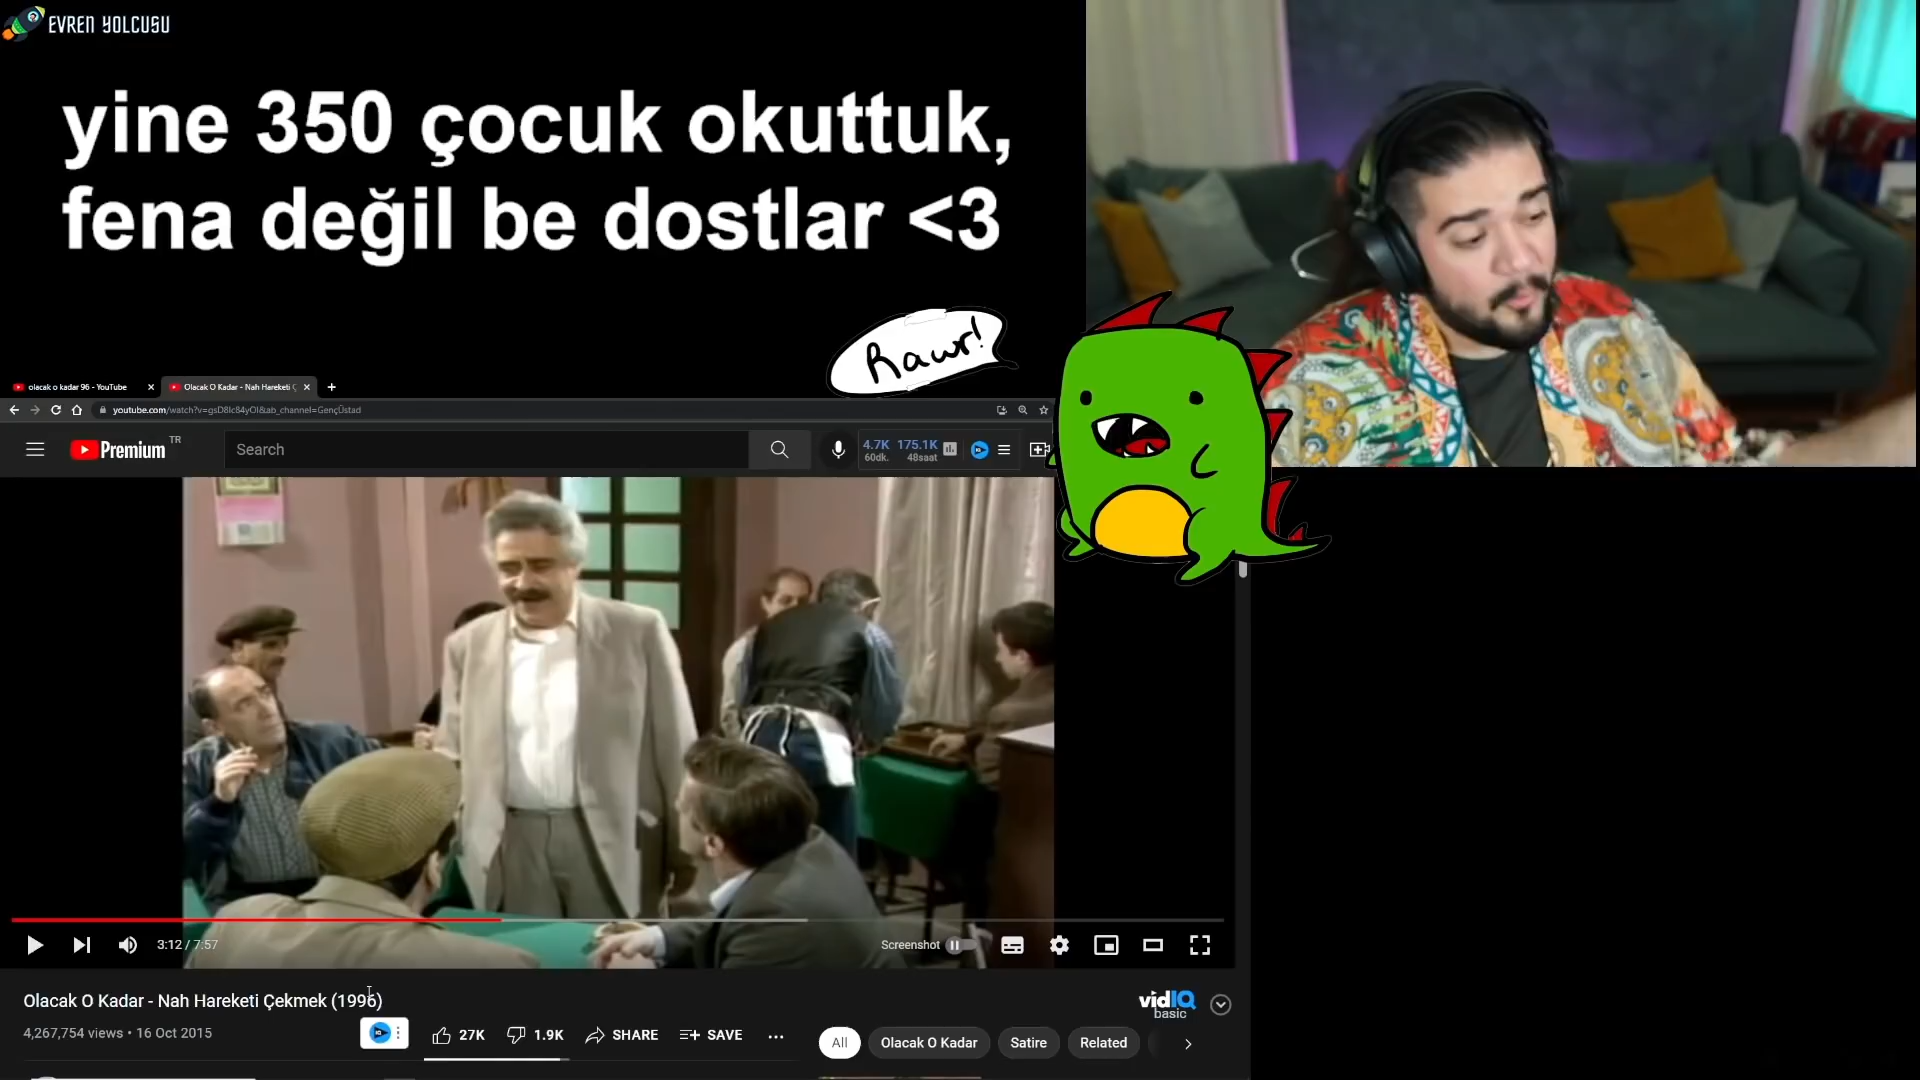 EVREN YOLCUSU
yine 350 çocuk okuttuk,
fena değil be dostlar <3
Rawr!
olacak o kadar 96 - YouTube
Olacak O Kadar - Nah Hareketi Ç
youtube.com/watch?v=gsD8Ic84yOI&ab_channel=GençÜstad
Premium TR
Search
4.7K 175.1K
60dk. 48saat
3:12 / 7:57
Screenshot
Olacak O Kadar - Nah Hareketi Çekmek (1996)
vidIQ
basic
4,267,754 views • 16 Oct 2015
27K
1.9K
SHARE
SAVE
All
Olacak O Kadar
Satire
Related